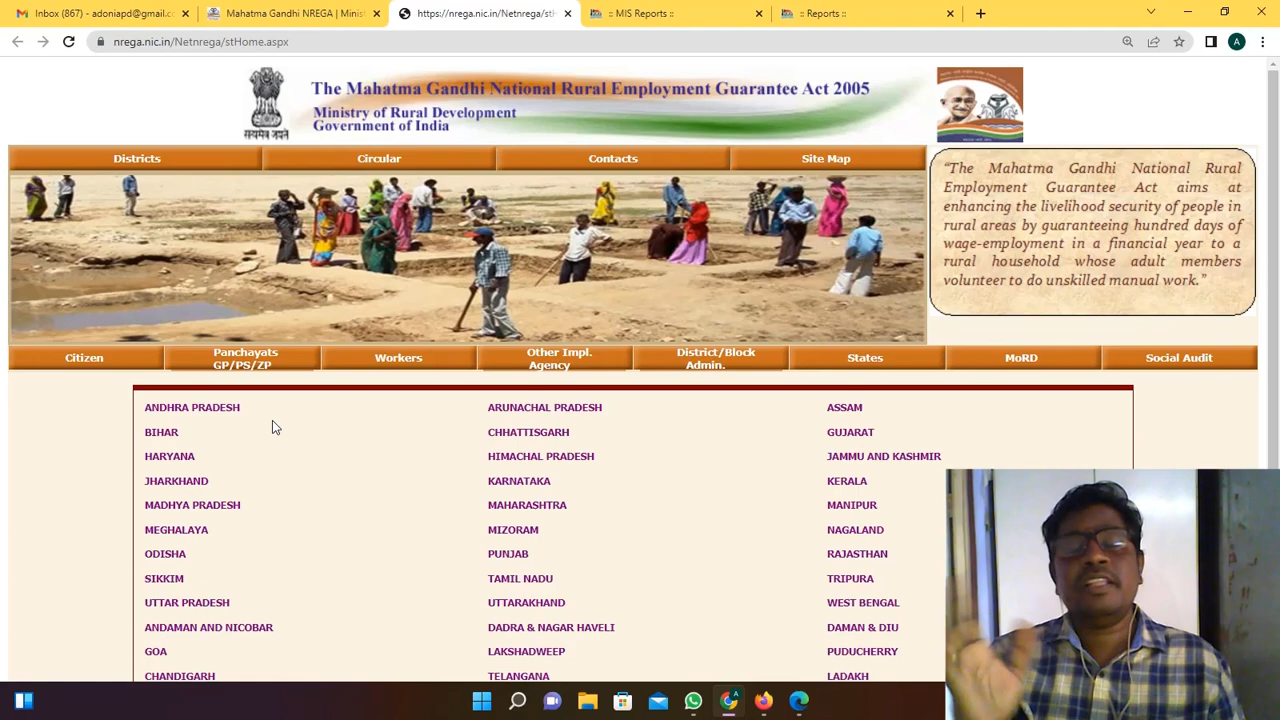 Inbox (867) - adoniapd@gmail.c
Mahatma Gandhi NREGA | Minis
https://nrega.nic.in/Netnrega/stH
:: MIS Reports ::
:: Reports ::
nrega.nic.in/Netnrega/stHome.aspx
A
The Mahatma Gandhi National Rural Employment Guarantee Act 2005
Ministry of Rural Development
Government of India
सत्यमेव जयते
Districts
Circular
Contacts
Site Map
“The Mahatma Gandhi National Rural
Employment Guarantee Act aims at
enhancing the livelihood security of people in
rural areas by guaranteeing hundred days of
wage-employment in a financial year to a
rural household whose adult members
volunteer to do unskilled manual work.”
Citizen
Panchayats
GP/PS/ZP
Workers
Other Impl.
Agency
District/Block
Admin.
States
MoRD
Social Audit
ANDHRA PRADESH
ARUNACHAL PRADESH
ASSAM
BIHAR
CHHATTISGARH
GUJARAT
HARYANA
HIMACHAL PRADESH
JAMMU AND KASHMIR
JHARKHAND
KARNATAKA
KERALA
MADHYA PRADESH
MAHARASHTRA
MANIPUR
MEGHALAYA
MIZORAM
NAGALAND
ODISHA
PUNJAB
RAJASTHAN
SIKKIM
TAMIL NADU
TRIPURA
UTTAR PRADESH
UTTARAKHAND
WEST BENGAL
ANDAMAN AND NICOBAR
DADRA & NAGAR HAVELI
DAMAN & DIU
GOA
LAKSHADWEEP
PUDUCHERRY
CHANDIGARH
TELANGANA
LADAKH